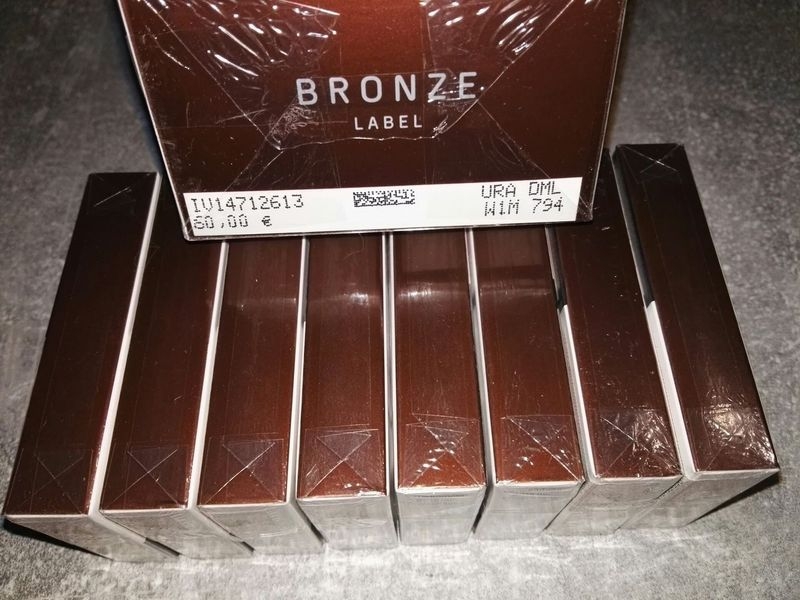 BRONZE
LABEL
IV14712613
60,00 €
URA DML
W1M 794